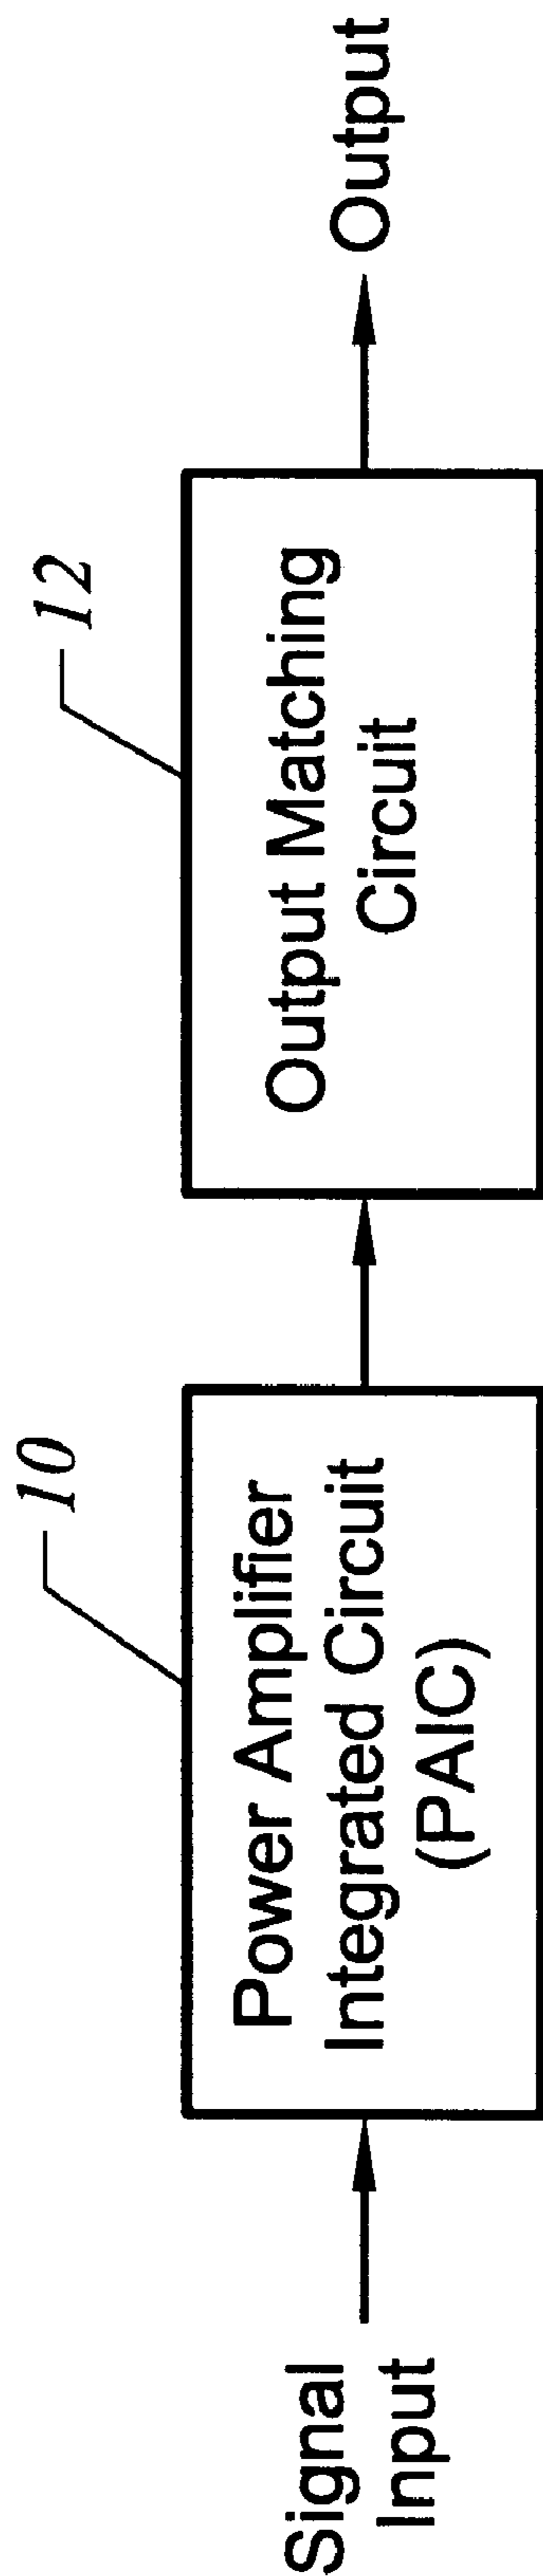 Signal
Input
10
Power Amplifier
Integrated Circuit
(PAIC)
12
Output Matching
Circuit
Output